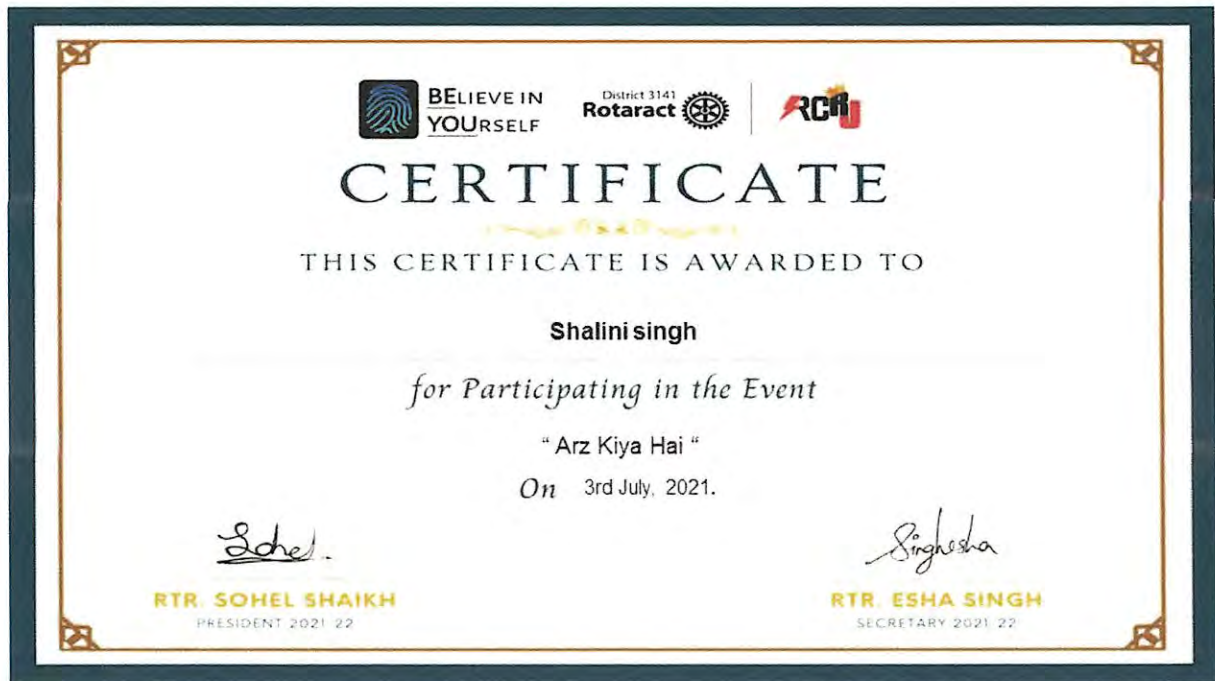 BELIEVE IN
YOURSELF
District 3141
Rotaract
RCRJ
CERTIFICATE
THIS CERTIFICATE IS AWARDED TO
Shalini singh
for Participating in the Event
“ Arz Kiya Hai “
On 3rd July, 2021.
Sohel.
Singhesha
RTR. SOHEL SHAIKH
RTR. ESHA SINGH
PRESIDENT 2021 22
SECRETARY 2021 22